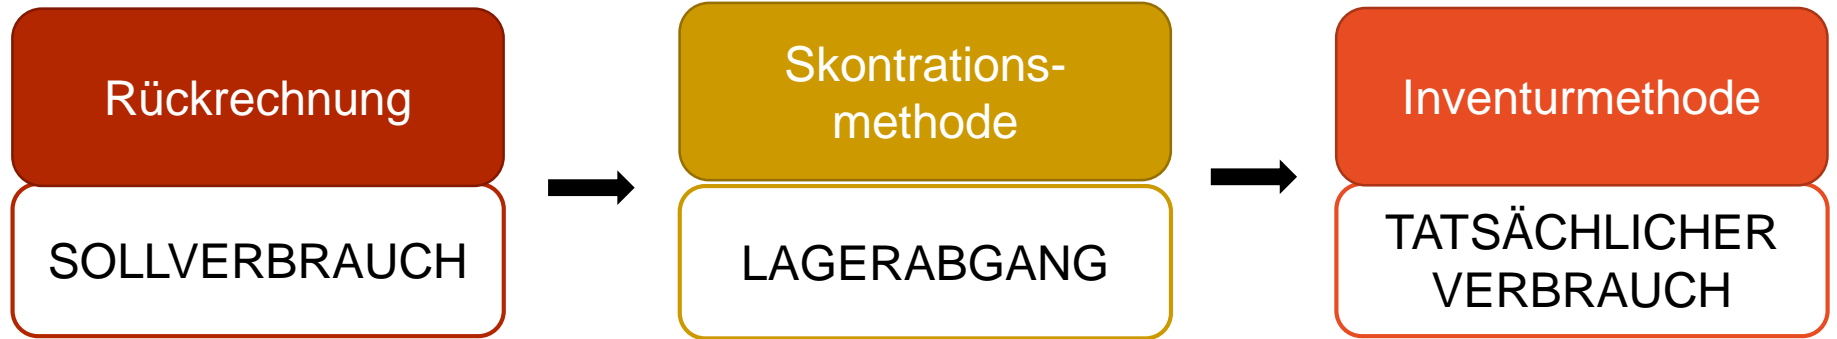 Rückrechnung
SOLLVERBRAUCH
Skontrations-
methode
LAGERABGANG
Inventurmethode
TATSÄCHLICHER
VERBRAUCH